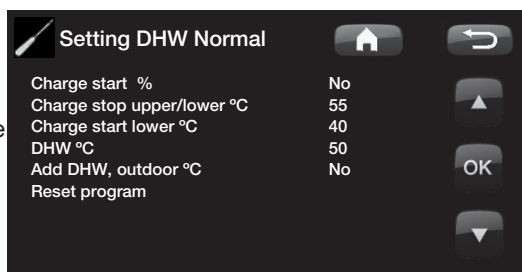 Setting DHW Normal
Charge start % No
Charge stop upper/lower ºC 55
Charge start lower ºC 40
DHW ºC 50
Add DHW, outdoor ºC No
Reset program
OK
e